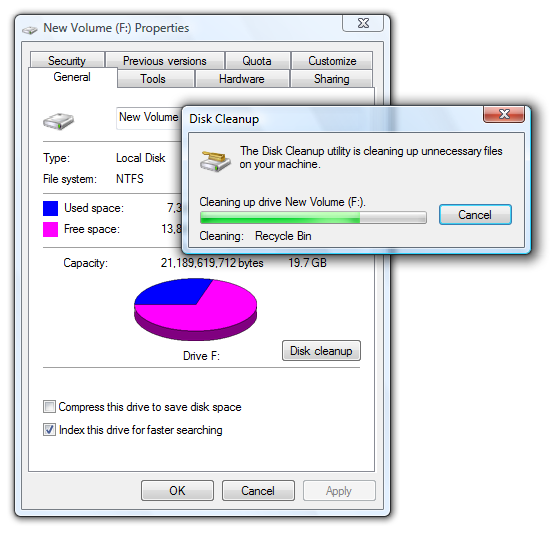 New Volume (F:) Properties
Security
Previous versions
Quota
Customize
General
Tools
Hardware
Sharing
New Volume
Type:
Local Disk
File system:
NTFS
Used space:
7,3
Free space:
13,8
Capacity:
21,189,619,712 bytes
19.7 GB
Drive F:
Disk cleanup
Compress this drive to save disk space
Index this drive for faster searching
OK
Cancel
Apply
Disk Cleanup
The Disk Cleanup utility is cleaning up unnecessary files
on your machine.
Cleaning up drive New Volume (F:).
Cancel
Cleaning:
Recycle Bin